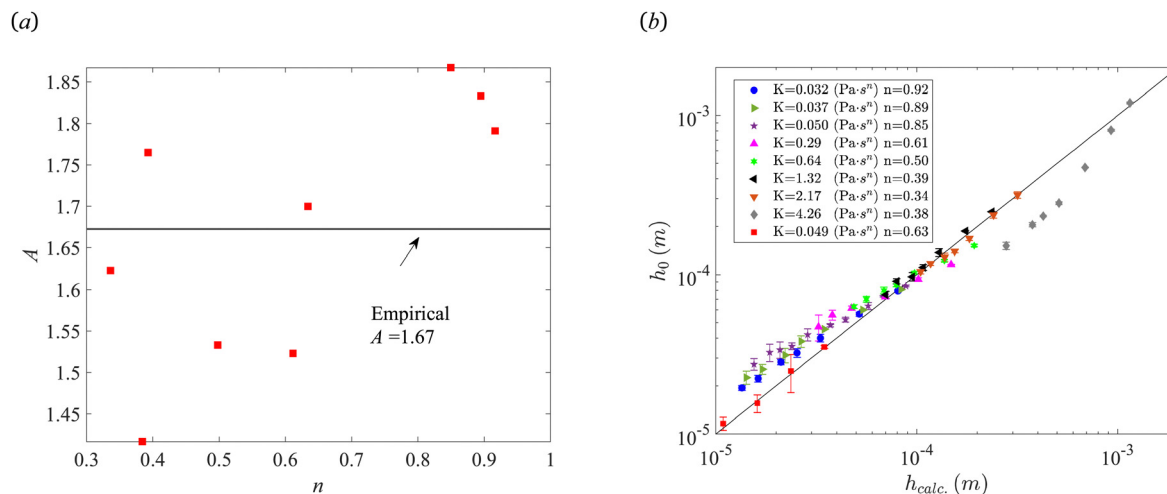 (a)
1.85
1.8
1.75
1.7
1.65
1.6
1.55
1.5
1.45
A
Empirical
A =1.67
0.3 0.4 0.5 0.6 0.7 0.8 0.9 1
n
(b)
10⁻³
10⁻⁴
10⁻⁵
h₀ (m)
K=0.032 (Pa·sⁿ) n=0.92
K=0.037 (Pa·sⁿ) n=0.89
K=0.050 (Pa·sⁿ) n=0.85
K=0.29 (Pa·sⁿ) n=0.61
K=0.64 (Pa·sⁿ) n=0.50
K=1.32 (Pa·sⁿ) n=0.39
K=2.17 (Pa·sⁿ) n=0.34
K=4.26 (Pa·sⁿ) n=0.38
K=0.049 (Pa·sⁿ) n=0.63
10⁻⁵ 10⁻⁴ 10⁻³
h_calc. (m)